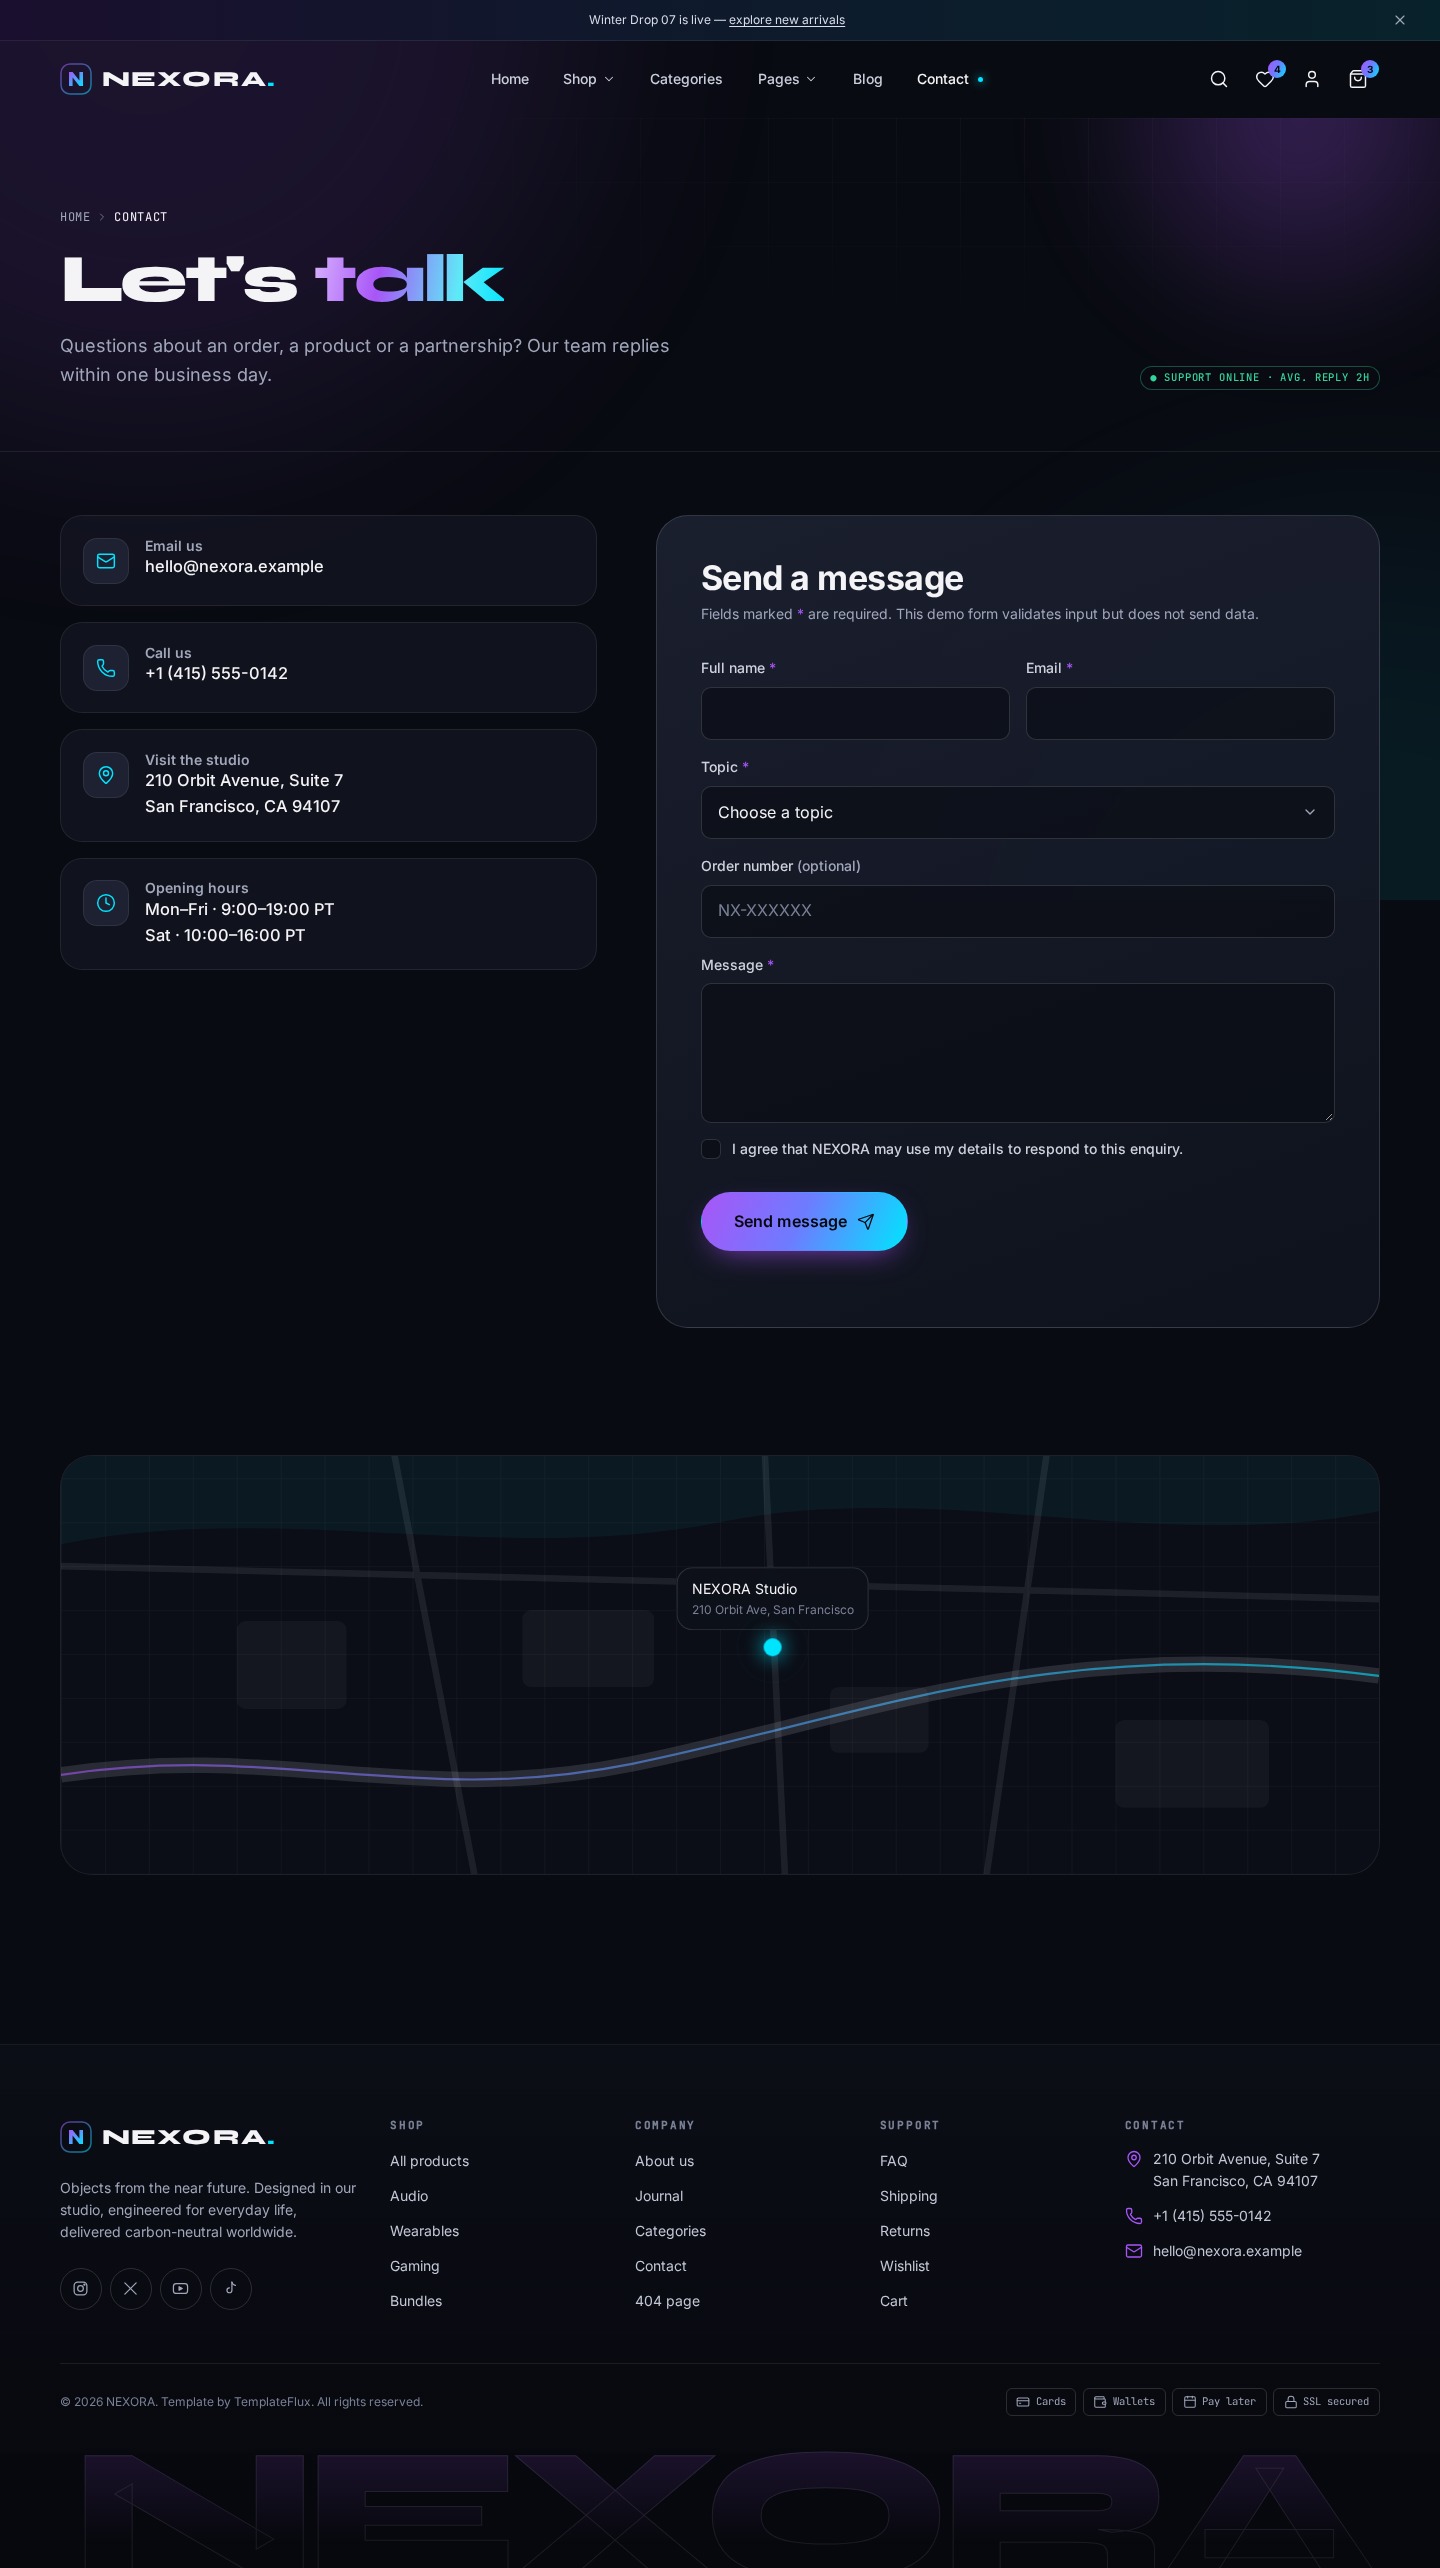 Winter Drop 07 is live — explore new arrivals
N NEXORA.
Home Shop Categories Pages Blog Contact
4 3
HOME > CONTACT
Let's talk
Questions about an order, a product or a partnership? Our team replies
within one business day.
● SUPPORT ONLINE · AVG. REPLY 2H
Email us
hello@nexora.example
Call us
+1 (415) 555-0142
Visit the studio
210 Orbit Avenue, Suite 7
San Francisco, CA 94107
Opening hours
Mon–Fri · 9:00–19:00 PT
Sat · 10:00–16:00 PT
Send a message
Fields marked * are required. This demo form validates input but does not send data.
Full name * Email *
Topic *
Choose a topic
Order number (optional)
NX-XXXXXX
Message *
I agree that NEXORA may use my details to respond to this enquiry.
Send message
NEXORA Studio
210 Orbit Ave, San Francisco
N NEXORA.
Objects from the near future. Designed in our
studio, engineered for everyday life,
delivered carbon-neutral worldwide.
SHOP
All products
Audio
Wearables
Gaming
Bundles
COMPANY
About us
Journal
Categories
Contact
404 page
SUPPORT
FAQ
Shipping
Returns
Wishlist
Cart
CONTACT
210 Orbit Avenue, Suite 7
San Francisco, CA 94107
+1 (415) 555-0142
hello@nexora.example
© 2026 NEXORA. Template by TemplateFlux. All rights reserved.
Cards Wallets Pay later SSL secured
NEXORA